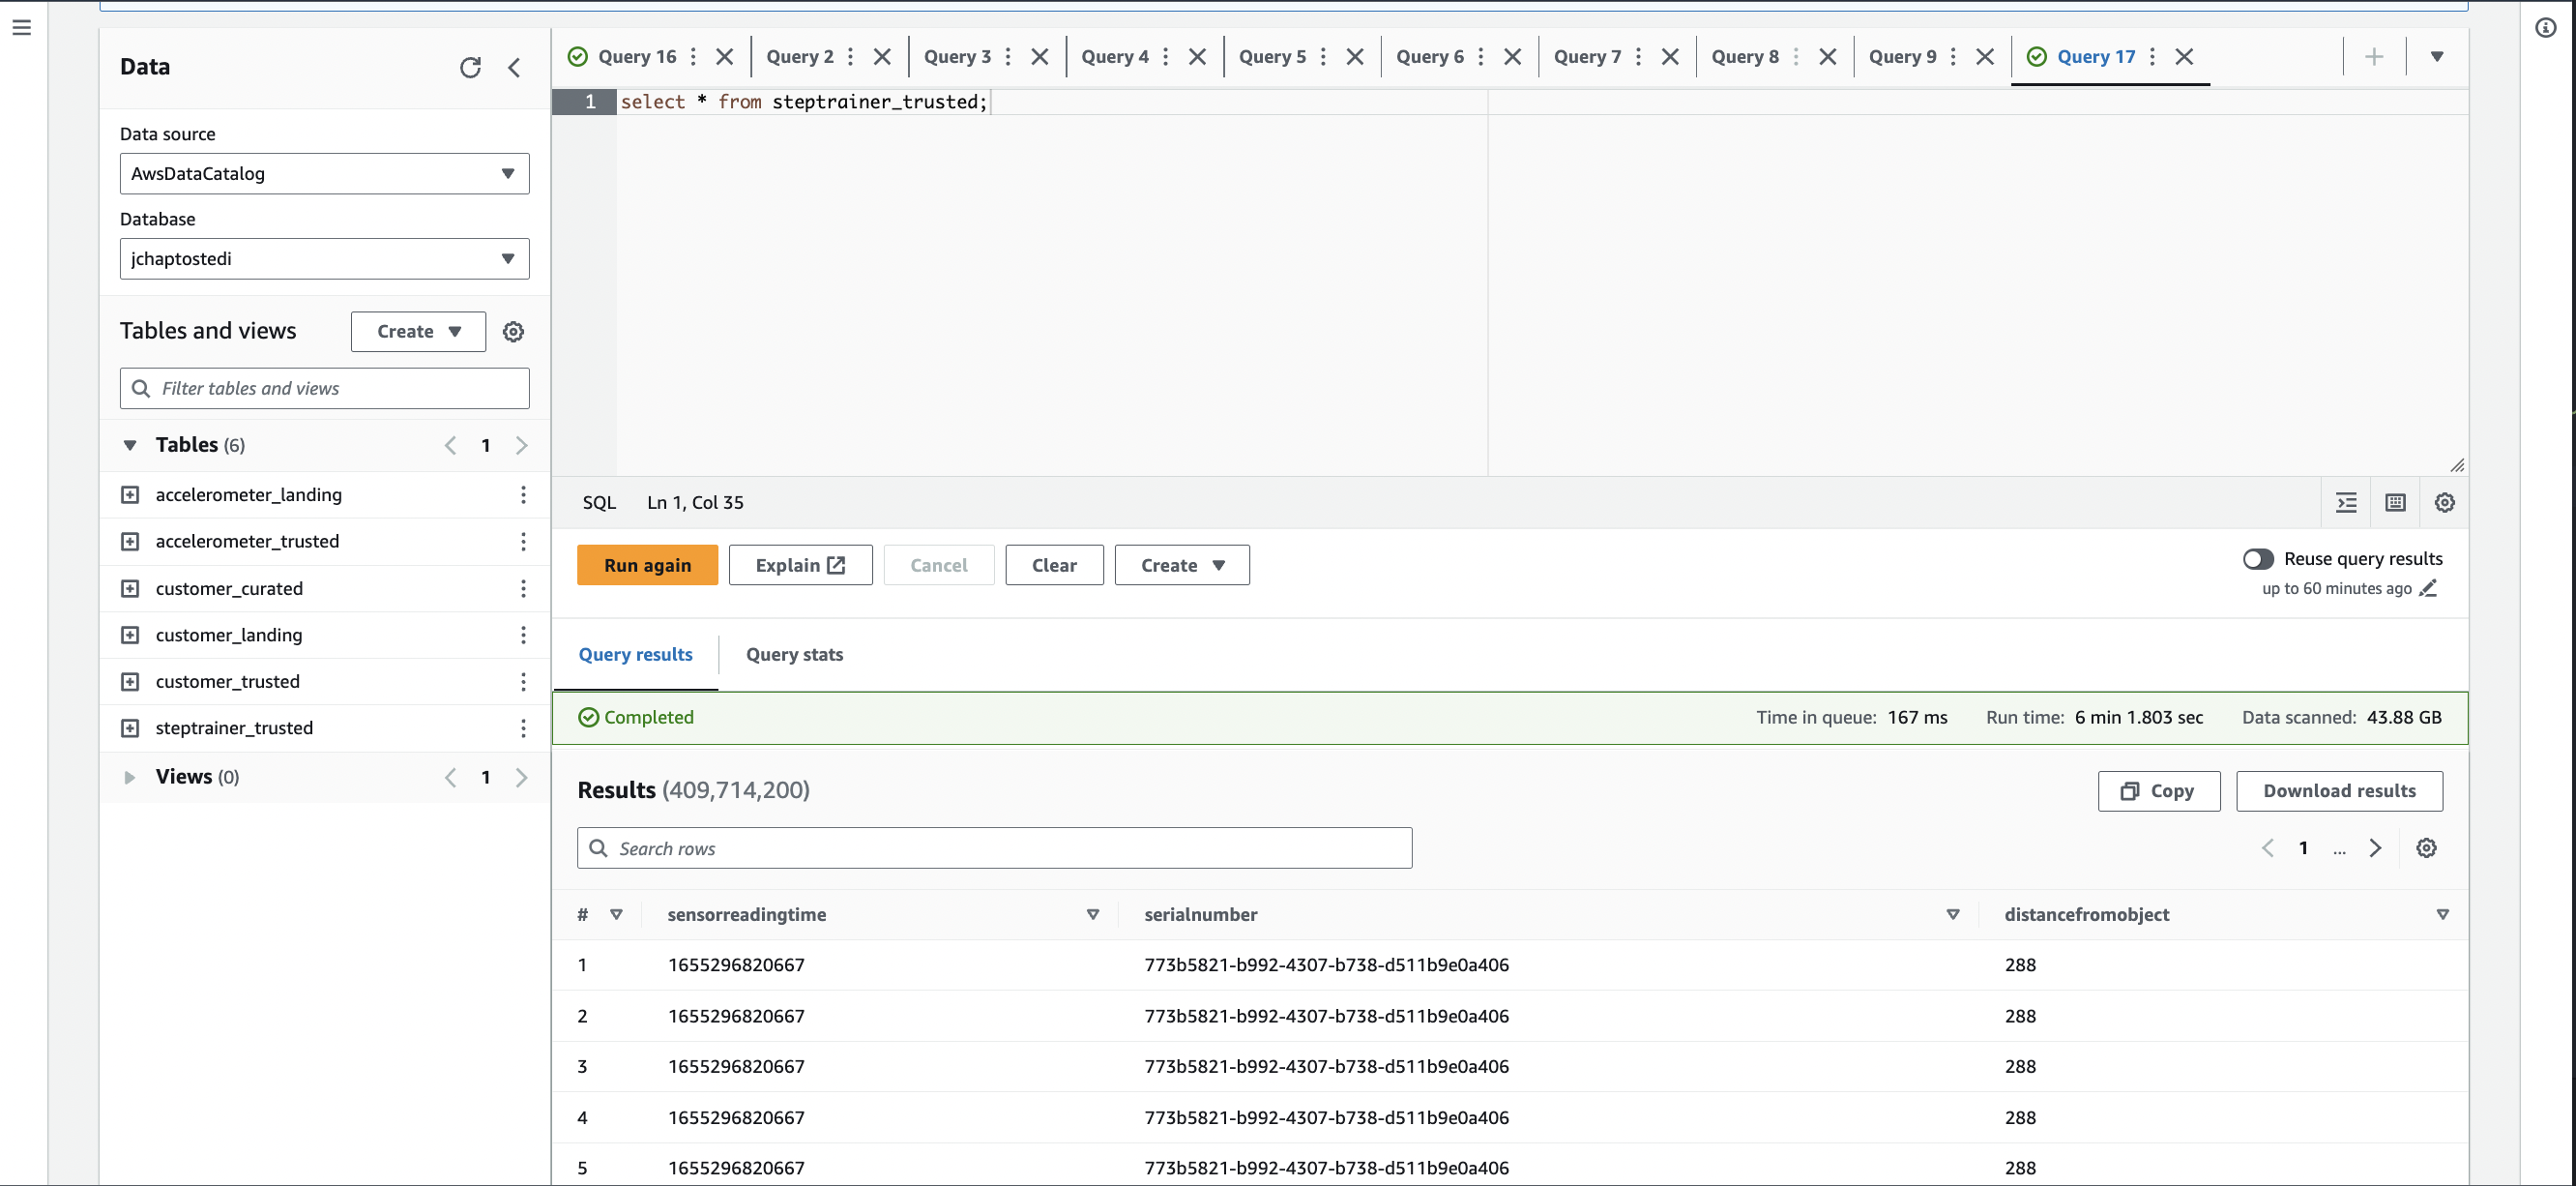 Data
Data source
AwsDataCatalog
Database
jchaptostedi
Tables and views
Create
Filter tables and views
Tables (6)
1
accelerometer_landing
accelerometer_trusted
customer_curated
customer_landing
customer_trusted
steptrainer_trusted
Views (0)
1
Query 16
Query 2
Query 3
Query 4
Query 5
Query 6
Query 7
Query 8
Query 9
Query 17
1 select * from steptrainer_trusted;
SQL Ln 1, Col 35
Run again
Explain
Cancel
Clear
Create
Reuse query results
up to 60 minutes ago
Query results
Query stats
Completed
Time in queue: 167 ms
Run time: 6 min 1.803 sec
Data scanned: 43.88 GB
Results (409,714,200)
Copy
Download results
Search rows
1 ...
# sensorreadingtime serialnumber distancefromobject
1 1655296820667 773b5821-b992-4307-b738-d511b9e0a406 288
2 1655296820667 773b5821-b992-4307-b738-d511b9e0a406 288
3 1655296820667 773b5821-b992-4307-b738-d511b9e0a406 288
4 1655296820667 773b5821-b992-4307-b738-d511b9e0a406 288
5 1655296820667 773b5821-b992-4307-b738-d511b9e0a406 288